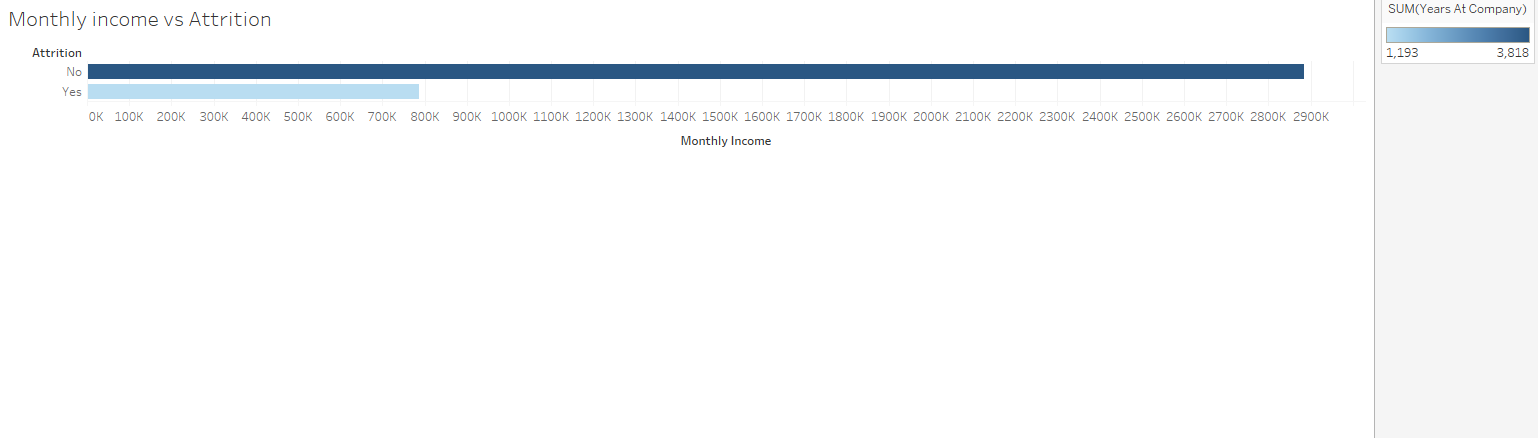 Monthly income vs Attrition
SUM(Years At Company)
1,193 3,818
Attrition
No
Yes
0K 100K 200K 300K 400K 500K 600K 700K 800K 900K 1000K 1100K 1200K 1300K 1400K 1500K 1600K 1700K 1800K 1900K 2000K 2100K 2200K 2300K 2400K 2500K 2600K 2700K 2800K 2900K
Monthly Income